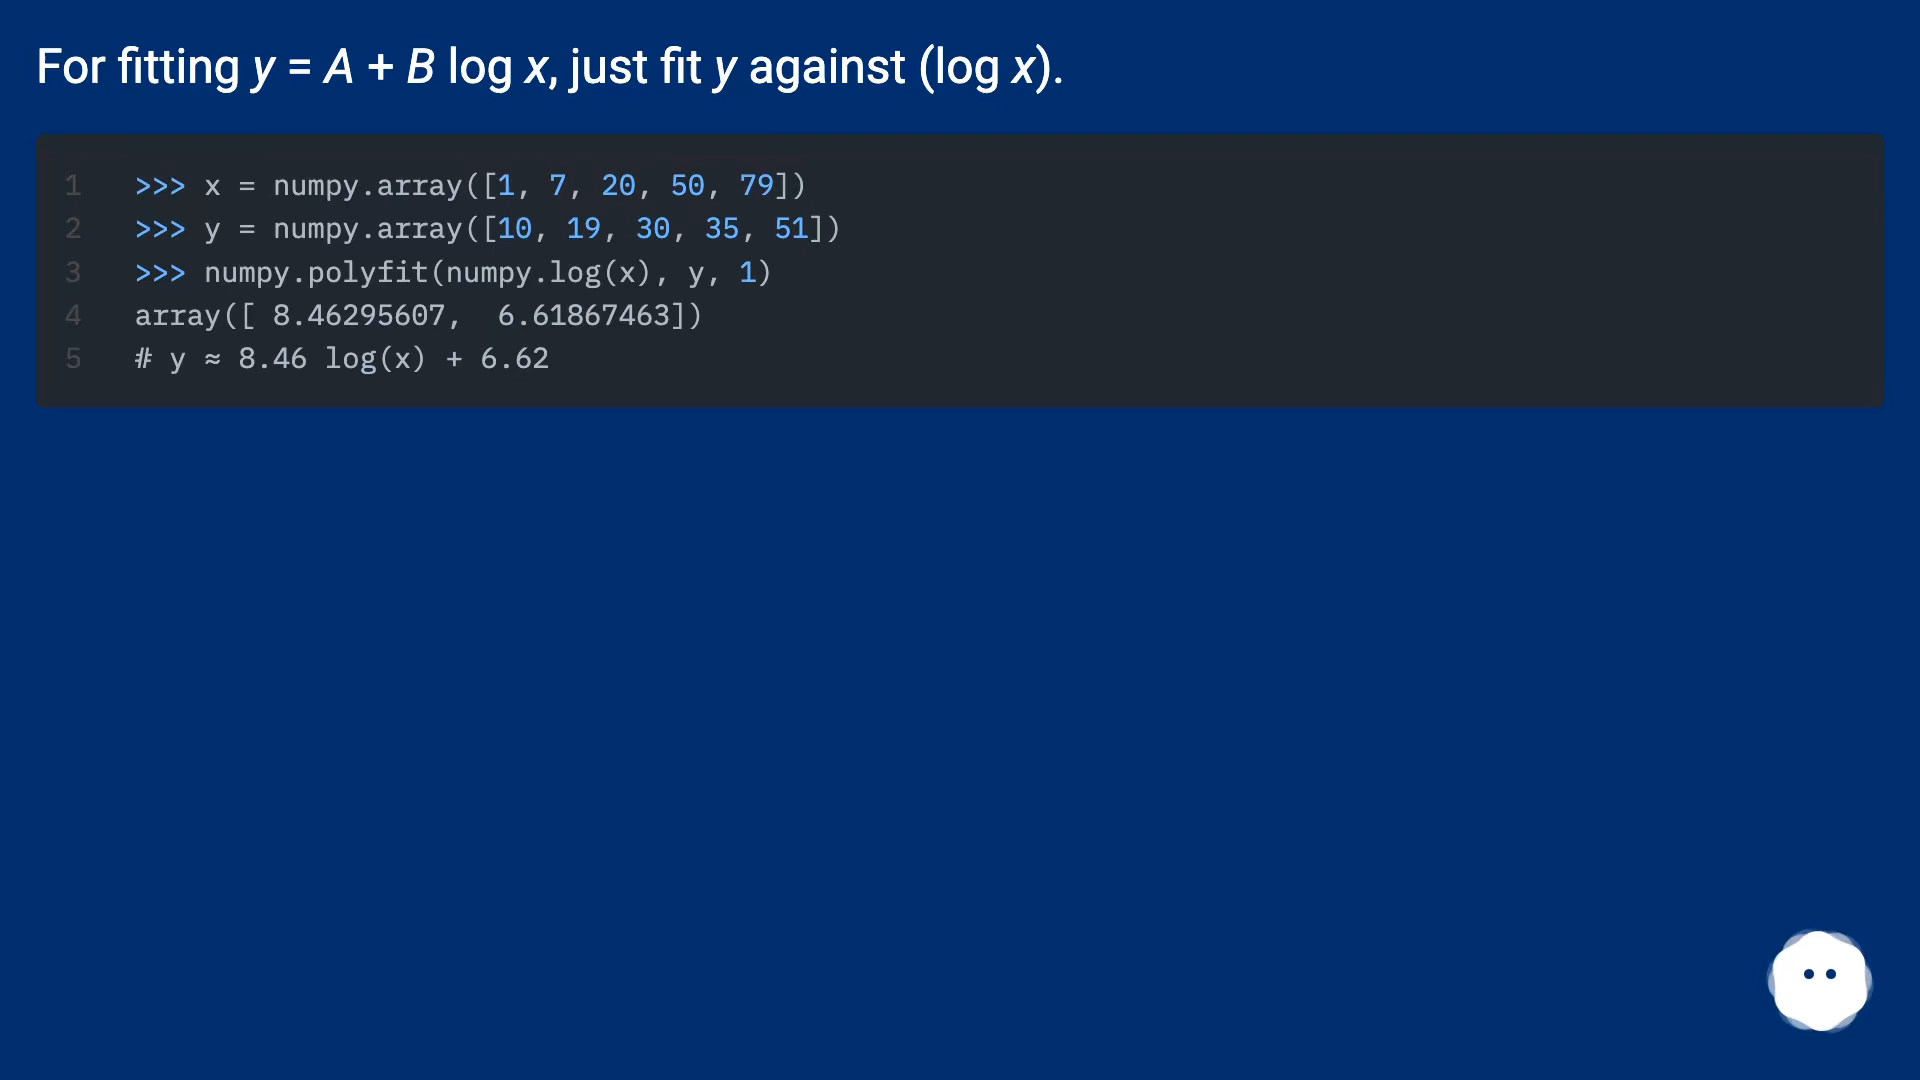 For fitting y = A + B log x, just fit y against (log x).
1 >>> x = numpy.array([1, 7, 20, 50, 79])
2 >>> y = numpy.array([10, 19, 30, 35, 51])
3 >>> numpy.polyfit(numpy.log(x), y, 1)
4 array([ 8.46295607,  6.61867463])
5 # y ≈ 8.46 log(x) + 6.62